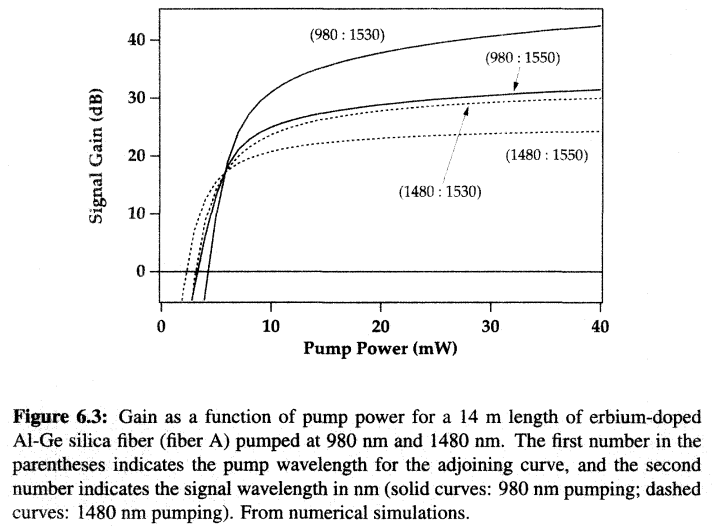 40
30
20
10
0
Signal Gain (dB)
(980 : 1530)
(980 : 1550)
(1480 : 1550)
(1480 : 1530)
0
10
20
30
40
Pump Power (mW)
Figure 6.3: Gain as a function of pump power for a 14 m length of erbium-doped
Al-Ge silica fiber (fiber A) pumped at 980 nm and 1480 nm. The first number in the
parentheses indicates the pump wavelength for the adjoining curve, and the second
number indicates the signal wavelength in nm (solid curves: 980 nm pumping; dashed
curves: 1480 nm pumping). From numerical simulations.